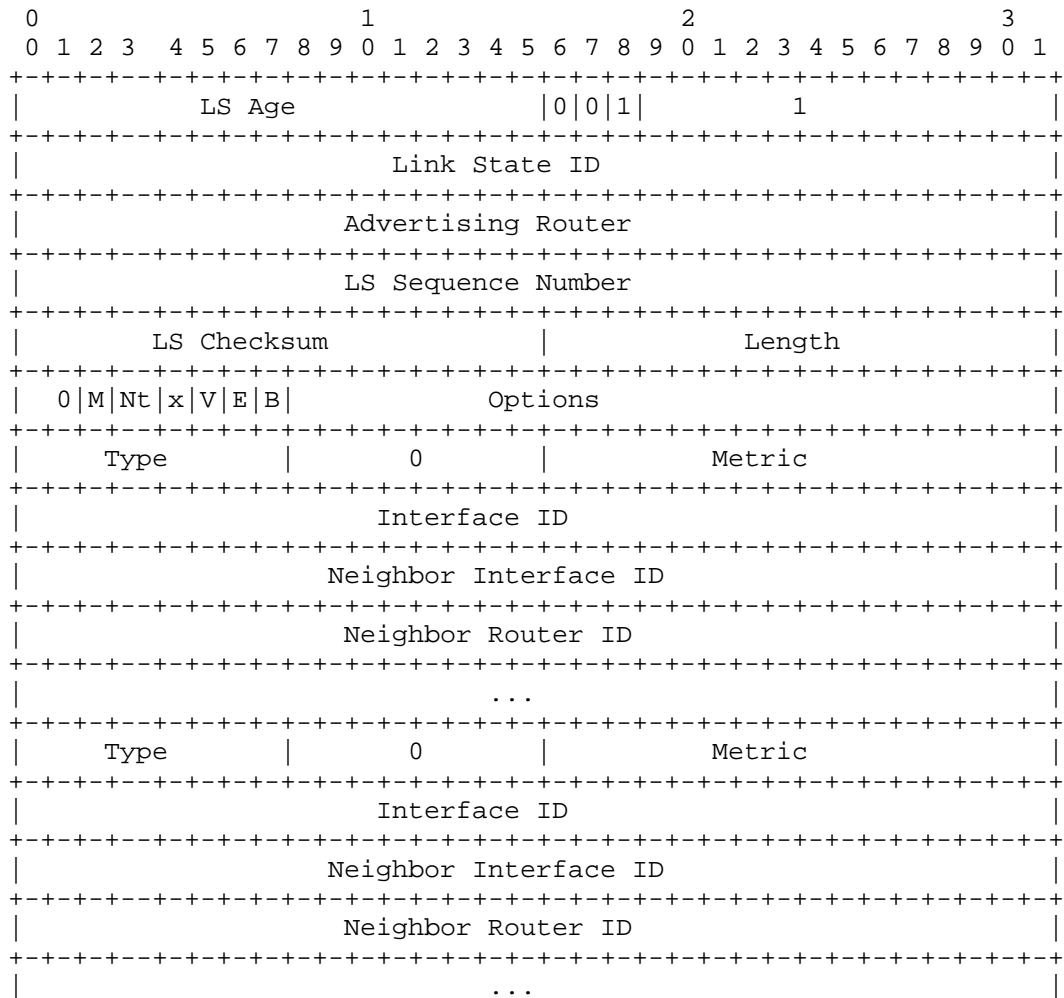 0                     1                   2                   3
 0 1 2 3  4 5 6 7 8 9 0 1 2 3 4 5 6 7 8 9 0 1 2 3 4 5 6 7 8 9 0 1
+-+-+-+--+-+-+-+-+-+-+-+-+-+-+-+-+-+-+-+-+-+-+-+-+-+-+-+-+-+-+-+-+
|           LS Age               |0|0|1|         1               |
+-+-+-+--+-+-+-+-+-+-+-+-+-+-+-+-+-+-+-+-+-+-+-+-+-+-+-+-+-+-+-+-+
|                       Link State ID                            |
+-+-+-+--+-+-+-+-+-+-+-+-+-+-+-+-+-+-+-+-+-+-+-+-+-+-+-+-+-+-+-+-+
|                    Advertising Router                          |
+-+-+-+--+-+-+-+-+-+-+-+-+-+-+-+-+-+-+-+-+-+-+-+-+-+-+-+-+-+-+-+-+
|                    LS Sequence Number                          |
+-+-+-+--+-+-+-+-+-+-+-+-+-+-+-+-+-+-+-+-+-+-+-+-+-+-+-+-+-+-+-+-+
|        LS Checksum             |            Length             |
+-+-+-+--+-+-+-+-+-+-+-+-+-+-+-+-+-+-+-+-+-+-+-+-+-+-+-+-+-+-+-+-+
|  0|M|Nt|x|V|E|B|            Options                            |
+-+-+-+--+-+-+-+-+-+-+-+-+-+-+-+-+-+-+-+-+-+-+-+-+-+-+-+-+-+-+-+-+
|     Type       |       0       |          Metric               |
+-+-+-+--+-+-+-+-+-+-+-+-+-+-+-+-+-+-+-+-+-+-+-+-+-+-+-+-+-+-+-+-+
|                      Interface ID                              |
+-+-+-+--+-+-+-+-+-+-+-+-+-+-+-+-+-+-+-+-+-+-+-+-+-+-+-+-+-+-+-+-+
|                   Neighbor Interface ID                        |
+-+-+-+--+-+-+-+-+-+-+-+-+-+-+-+-+-+-+-+-+-+-+-+-+-+-+-+-+-+-+-+-+
|                    Neighbor Router ID                          |
+-+-+-+--+-+-+-+-+-+-+-+-+-+-+-+-+-+-+-+-+-+-+-+-+-+-+-+-+-+-+-+-+
|                             ...                                |
+-+-+-+--+-+-+-+-+-+-+-+-+-+-+-+-+-+-+-+-+-+-+-+-+-+-+-+-+-+-+-+-+
|     Type       |       0       |          Metric               |
+-+-+-+--+-+-+-+-+-+-+-+-+-+-+-+-+-+-+-+-+-+-+-+-+-+-+-+-+-+-+-+-+
|                      Interface ID                              |
+-+-+-+--+-+-+-+-+-+-+-+-+-+-+-+-+-+-+-+-+-+-+-+-+-+-+-+-+-+-+-+-+
|                   Neighbor Interface ID                        |
+-+-+-+--+-+-+-+-+-+-+-+-+-+-+-+-+-+-+-+-+-+-+-+-+-+-+-+-+-+-+-+-+
|                    Neighbor Router ID                          |
+-+-+-+--+-+-+-+-+-+-+-+-+-+-+-+-+-+-+-+-+-+-+-+-+-+-+-+-+-+-+-+-+
|                             ...                                |